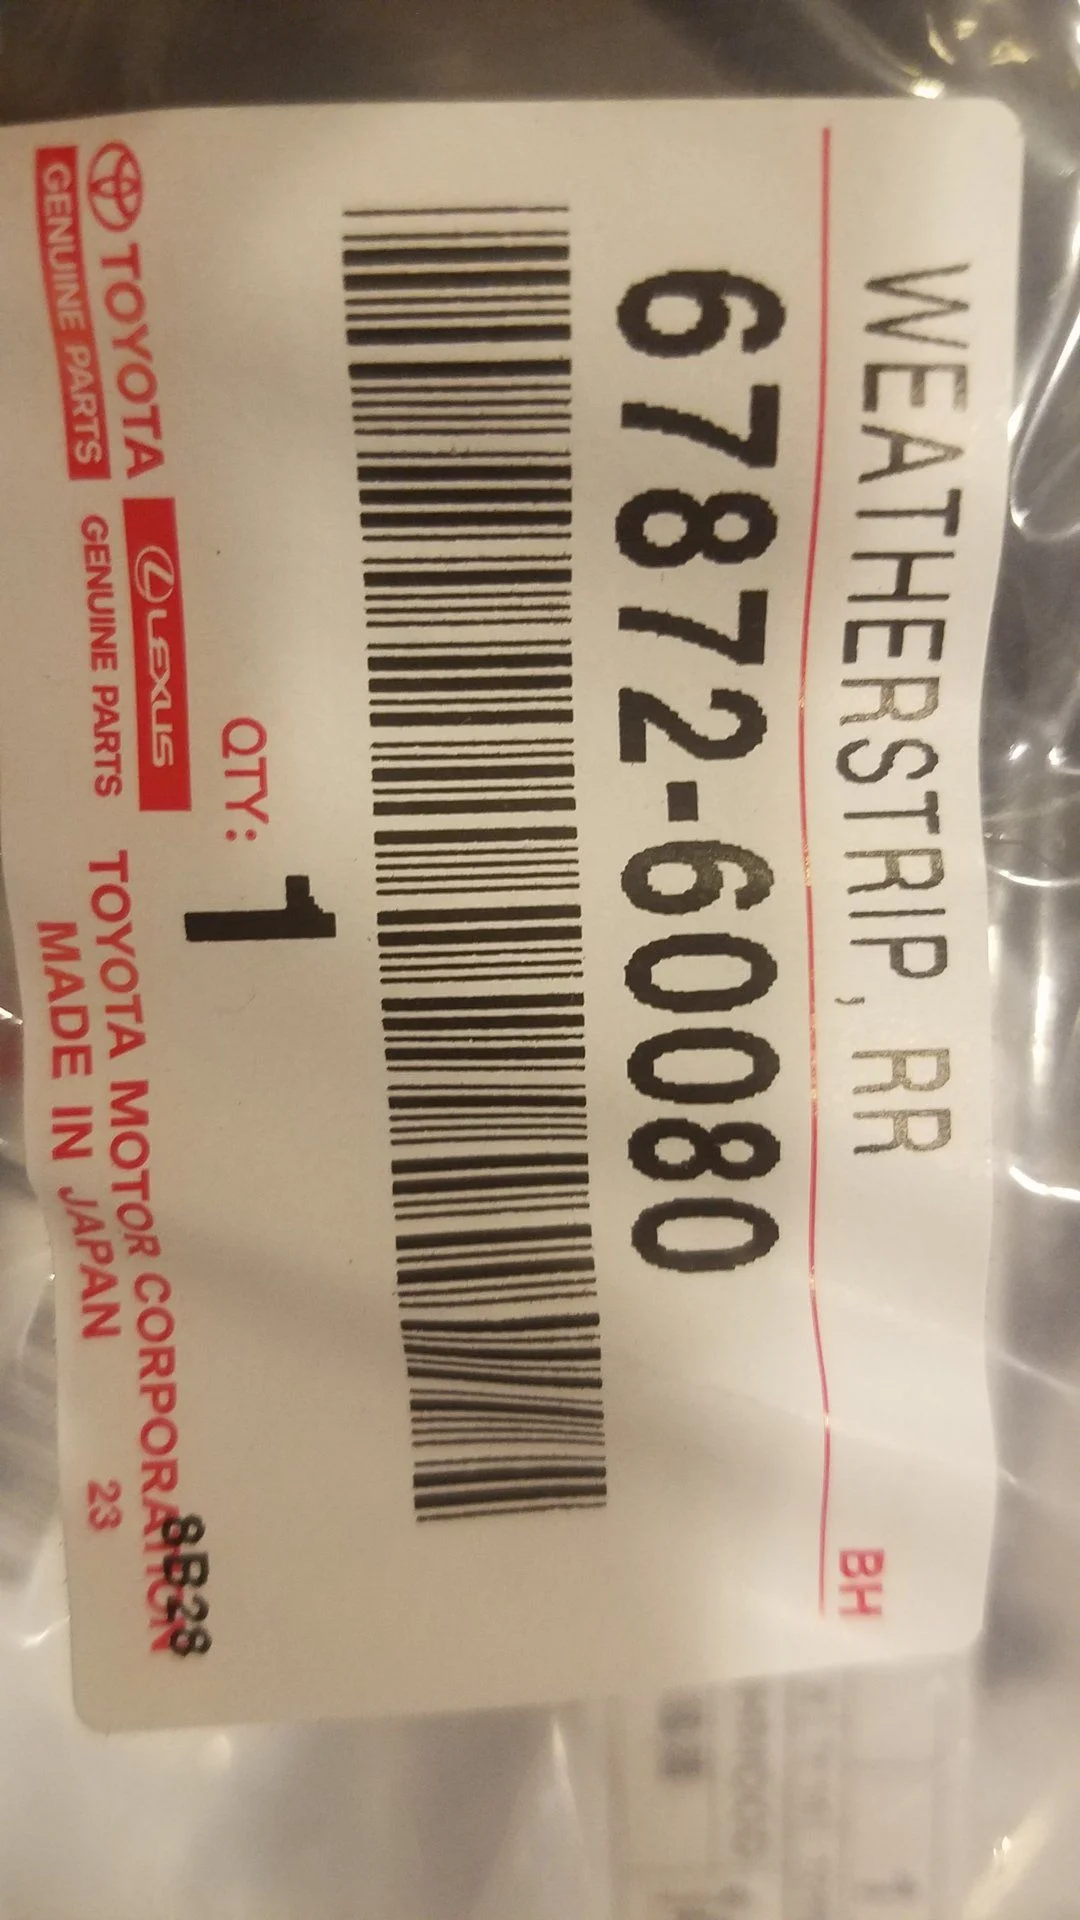 WEATHERSTRIP, RR
BH
67872-60080
QTY: 1
TOYOTA
GENUINE PARTS
LEXUS
GENUINE PARTS
TOYOTA MOTOR CORPORATION
MADE IN JAPAN 23
8B28